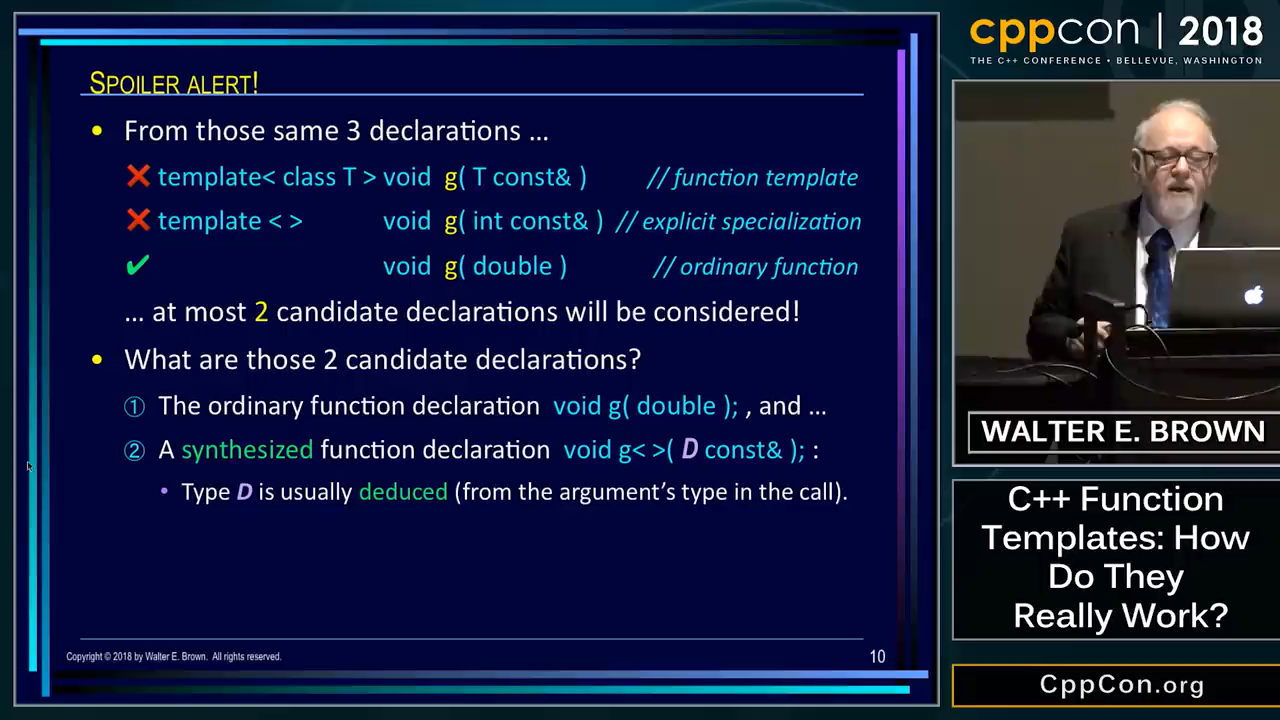 SPOILER ALERT!
• From those same 3 declarations …
✕ template< class T > void g( T const& ) // function template
✕ template < > void g( int const& ) // explicit specialization
✔ void g( double ) // ordinary function
… at most 2 candidate declarations will be considered!
• What are those 2 candidate declarations?
① The ordinary function declaration void g( double ); , and …
② A synthesized function declaration void g< >( D const& ); :
• Type D is usually deduced (from the argument's type in the call).
Copyright © 2018 by Walter E. Brown. All rights reserved.
10
cppcon | 2018
THE C++ CONFERENCE • BELLEVUE, WASHINGTON
WALTER E. BROWN
C++ Function
Templates: How
Do They
Really Work?
CppCon.org